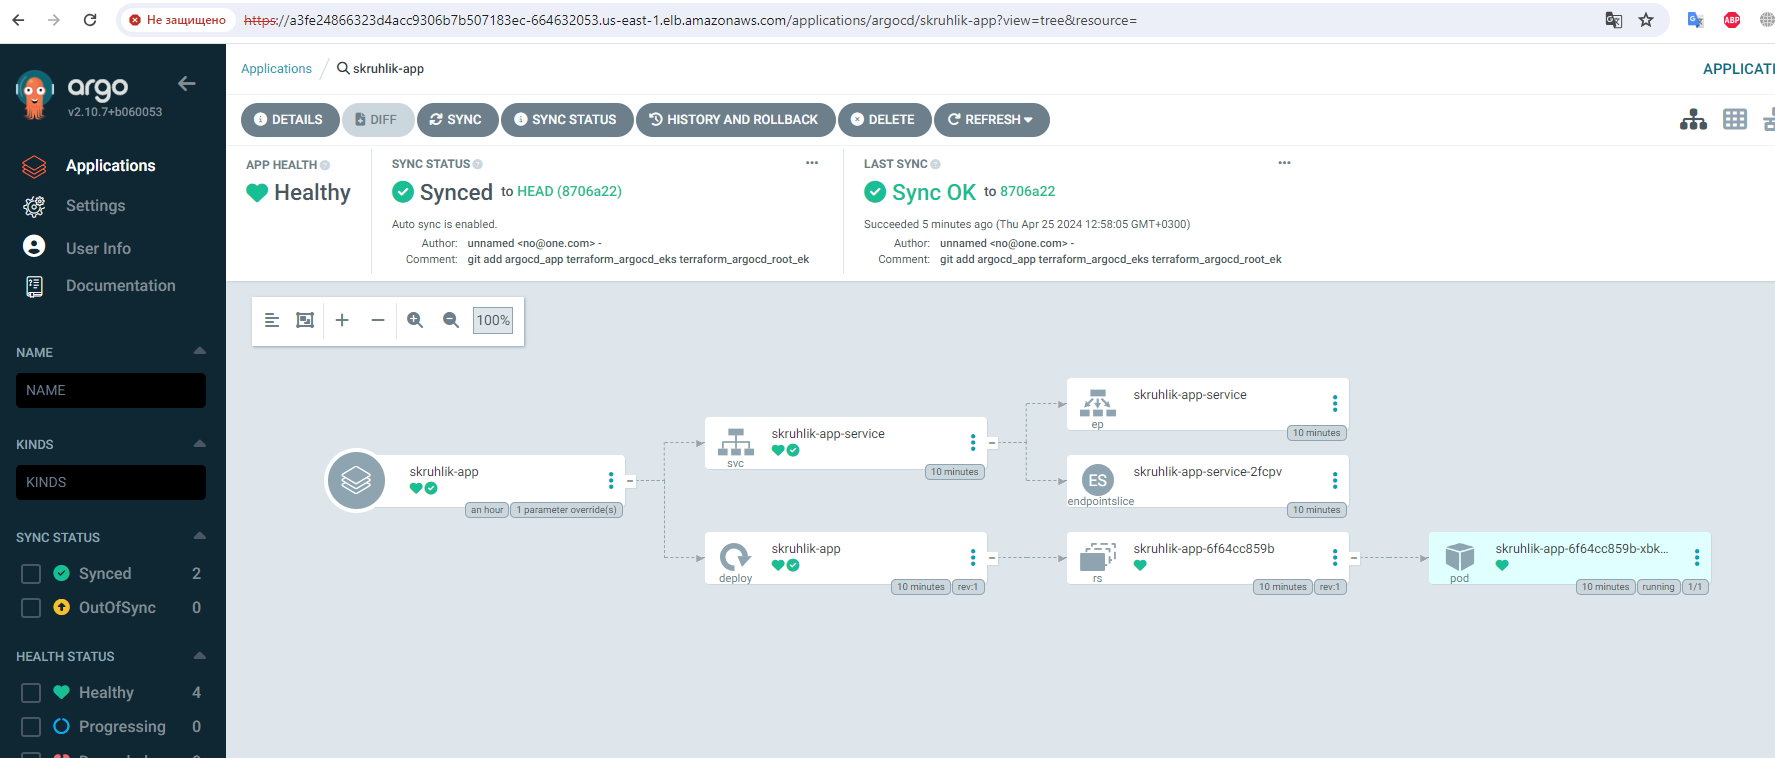 Не защищено
https://a3fe24866323d4acc9306b7b507183ec-664632053.us-east-1.elb.amazonaws.com/applications/argocd/skruhlik-app?view=tree&resource=
ABP
argo
v2.10.7+b060053
Applications
Settings
User Info
Documentation
NAME
NAME
KINDS
KINDS
SYNC STATUS
Synced 2
OutOfSync 0
HEALTH STATUS
Healthy 4
Progressing 0
Applications / skruhlik-app
APPLICATI
DETAILS
DIFF
SYNC
SYNC STATUS
HISTORY AND ROLLBACK
DELETE
REFRESH
APP HEALTH
Healthy
SYNC STATUS
Synced to HEAD (8706a22)
Auto sync is enabled.
Author: unnamed <no@one.com> -
Comment: git add argocd_app terraform_argocd_eks terraform_argocd_root_ek
LAST SYNC
Sync OK to 8706a22
Succeeded 5 minutes ago (Thu Apr 25 2024 12:58:05 GMT+0300)
Author: unnamed <no@one.com> -
Comment: git add argocd_app terraform_argocd_eks terraform_argocd_root_ek
100%
skruhlik-app
an hour
1 parameter override(s)
skruhlik-app-service
svc
10 minutes
skruhlik-app-service
ep
10 minutes
skruhlik-app-service-2fcpv
ES
endpointslice
10 minutes
skruhlik-app
deploy
10 minutes
rev:1
skruhlik-app-6f64cc859b
rs
10 minutes
rev:1
skruhlik-app-6f64cc859b-xbk...
pod
10 minutes
running
1/1